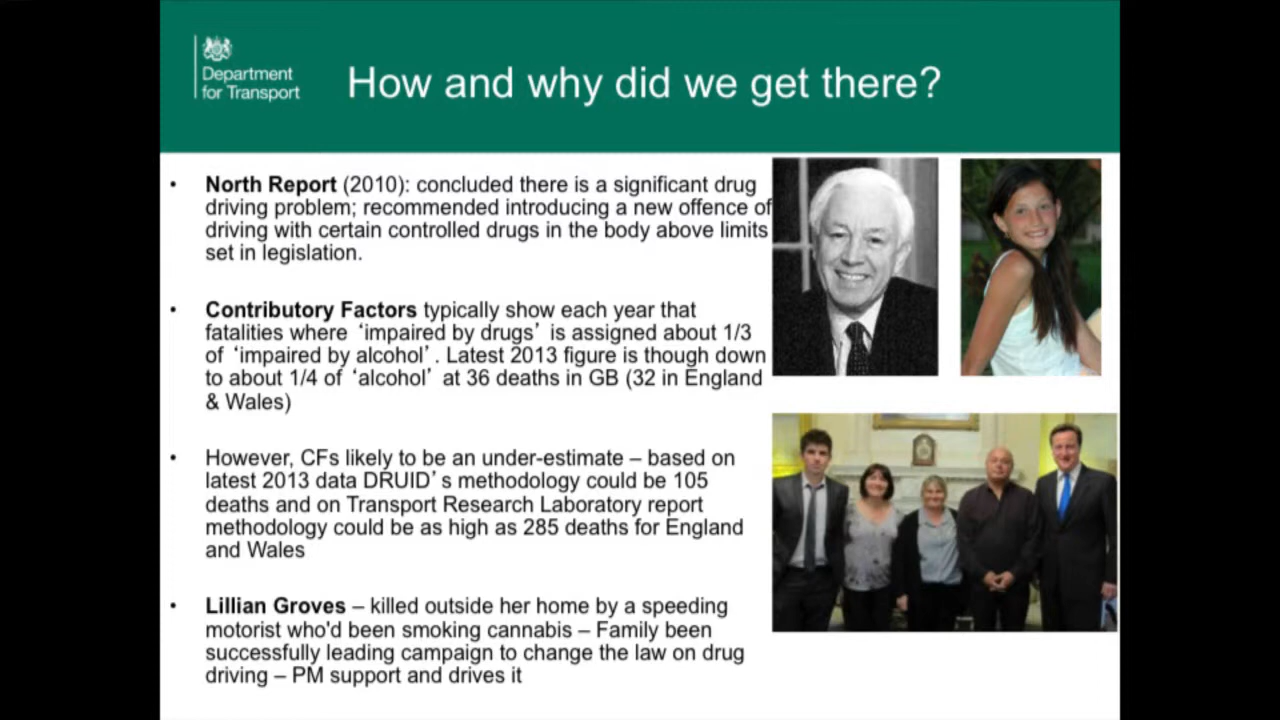 Department
for Transport
How and why did we get there?
• North Report (2010): concluded there is a significant drug
driving problem; recommended introducing a new offence of
driving with certain controlled drugs in the body above limits
set in legislation.
• Contributory Factors typically show each year that
fatalities where ‘impaired by drugs’ is assigned about 1/3
of ‘impaired by alcohol’. Latest 2013 figure is though down
to about 1/4 of ‘alcohol’ at 36 deaths in GB (32 in England
& Wales)
• However, CFs likely to be an under-estimate – based on
latest 2013 data DRUID’s methodology could be 105
deaths and on Transport Research Laboratory report
methodology could be as high as 285 deaths for England
and Wales
• Lillian Groves – killed outside her home by a speeding
motorist who'd been smoking cannabis – Family been
successfully leading campaign to change the law on drug
driving – PM support and drives it